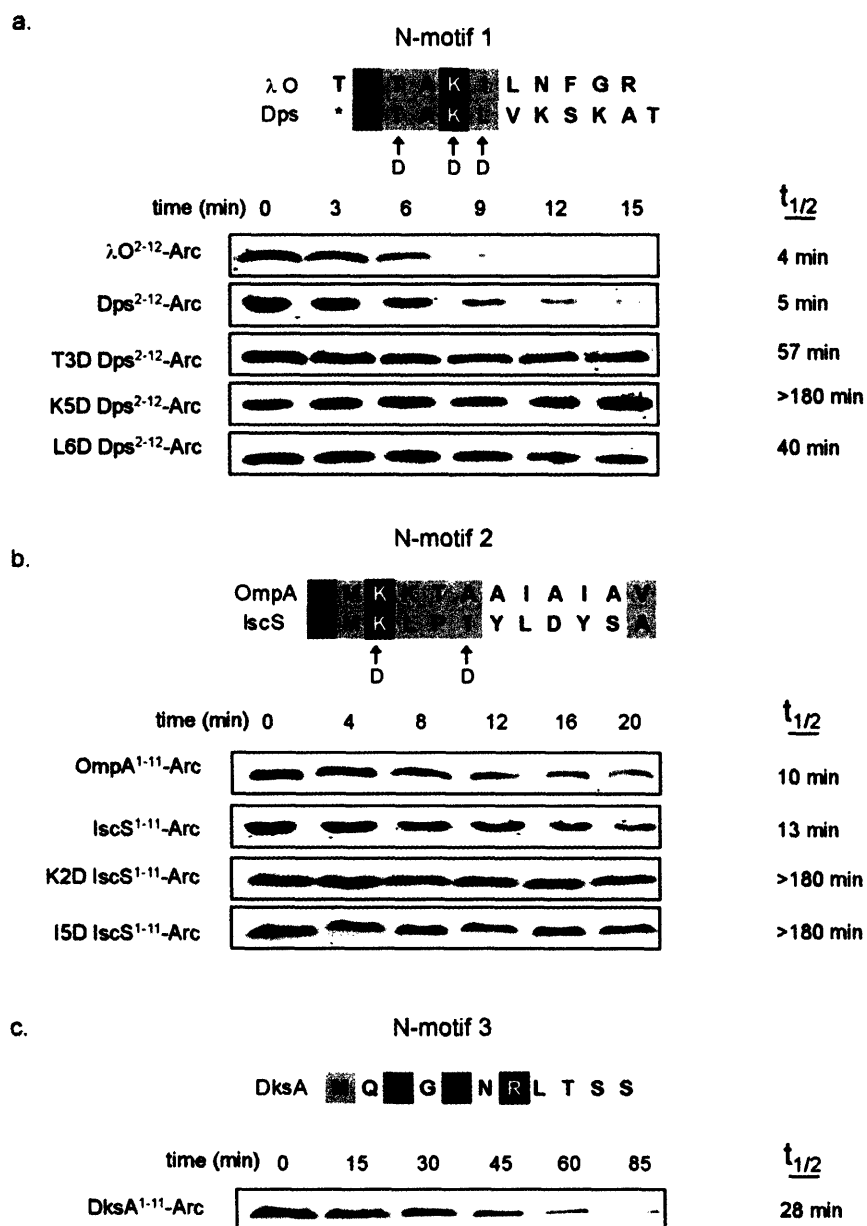 a.
N-motif 1
λ O T A K L N F G R
Dps * T A K L V K S K A T
D D D
time (min) 0 3 6 9 12 15 t1/2
λO2-12-Arc 4 min
Dps2-12-Arc 5 min
T3D Dps2-12-Arc 57 min
K5D Dps2-12-Arc >180 min
L6D Dps2-12-Arc 40 min
b.
N-motif 2
OmpA M K K T A A I A I A V
IscS M K L P Y L D Y S A
D D
time (min) 0 4 8 12 16 20 t1/2
OmpA1-11-Arc 10 min
IscS1-11-Arc 13 min
K2D IscS1-11-Arc >180 min
I5D IscS1-11-Arc >180 min
c.
N-motif 3
DksA M Q G N R L T S S
time (min) 0 15 30 45 60 85 t1/2
DksA1-11-Arc 28 min